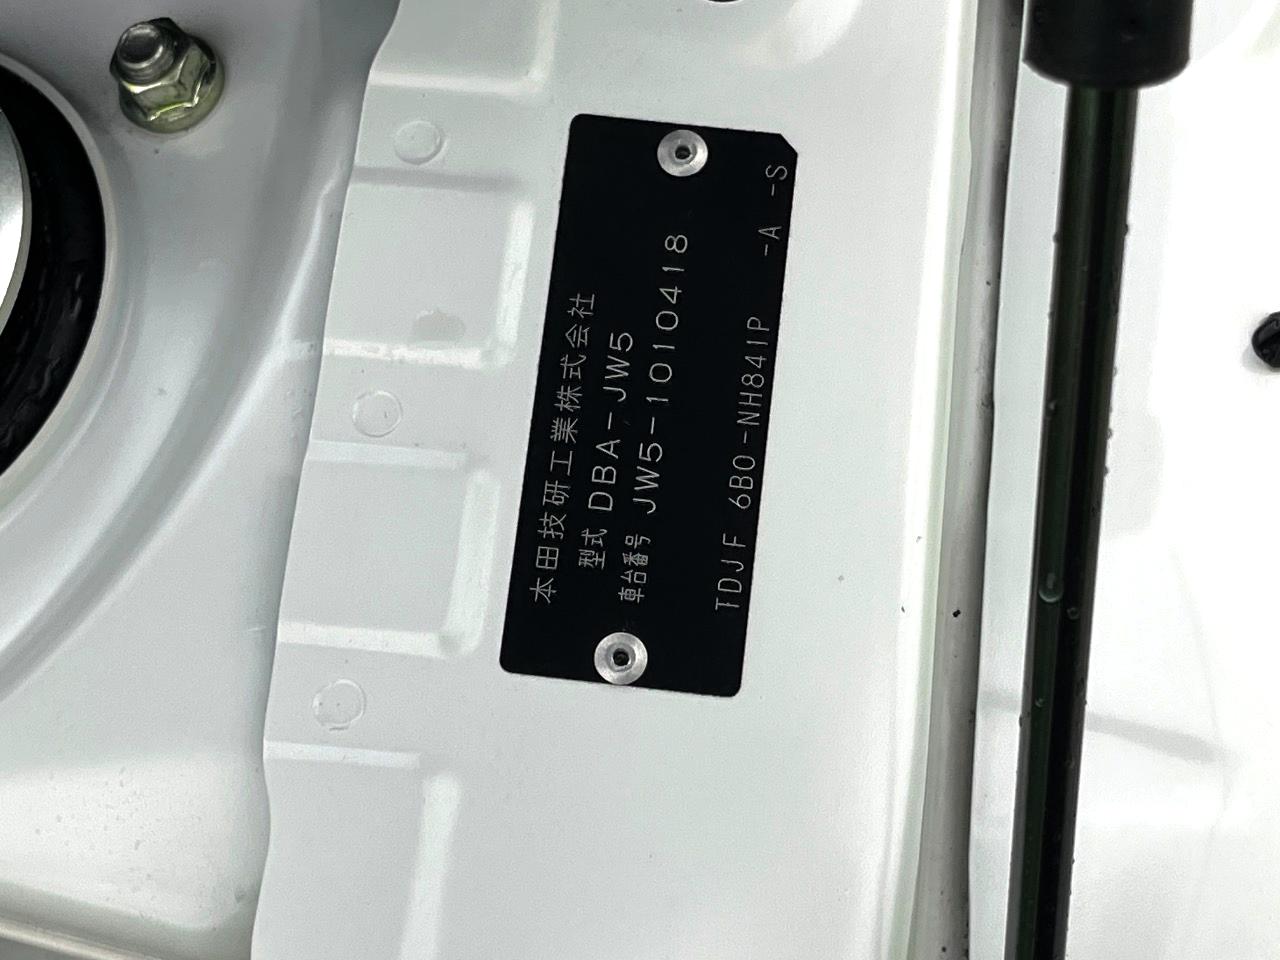 本田技研工業株式会社
型式 DBA-JW5
車台番号 JW5-1010418
TDJF 6B0-NH841P -A -S